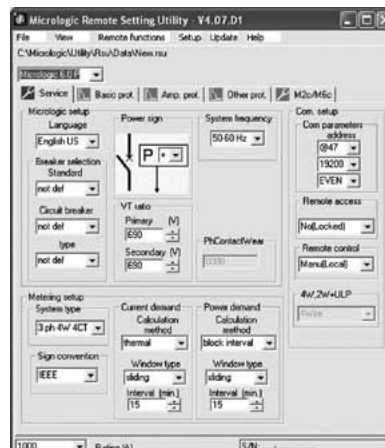 Micrologic Remote Setting Utility - V4.07.D1
File View Remote functions Setup Update Help
C:\Micrologic\Utility\Rsu\Data\New.rsu
Service Basic prot. Amp. prot. Other prot. M2c/M6c
Micrologic setup
Language
English US
Breaker selection
Standard
not def
Circuit breaker
not def
type
not def
Power sign
P +
VT ratio
Primary (V)
690
Secondary (V)
690
System frequency
50-60 Hz
PhContactWear
Com. setup
Com parameters
address
@47
19200
EVEN
Remote access
No(Locked)
Remote control
Manu(Local)
4W,2W+ULP
4Wire
Metering setup
System type
3 ph 4W 4CT
Sign convention
IEEE
Current demand
Calculation
method
thermal
Window type
sliding
Interval (min.)
15
Power demand
Calculation
method
block interval
Window type
sliding
Interval (min.)
15
1000 Rating (A) S/N: